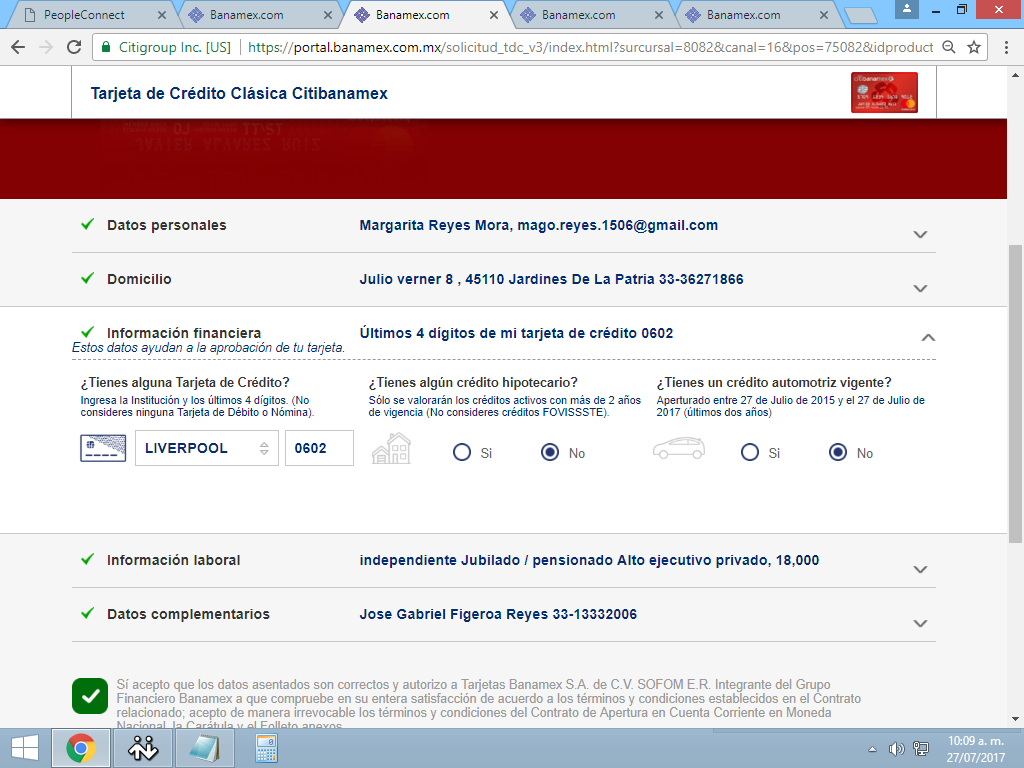 PeopleConnect
Banamex.com
Banamex.com
Banamex.com
Banamex.com
Citigroup Inc. [US] https://portal.banamex.com.mx/solicitud_tdc_v3/index.html?sursursal=8082&canal=16&pos=75082&idproduct
Tarjeta de Crédito Clásica Citibanamex
Datos personales Margarita Reyes Mora, mago.reyes.1506@gmail.com
Domicilio Julio verner 8 , 45110 Jardines De La Patria 33-36271866
Información financiera Últimos 4 dígitos de mi tarjeta de crédito 0602
Estos datos ayudan a la aprobación de tu tarjeta.
¿Tienes alguna Tarjeta de Crédito? ¿Tienes algún crédito hipotecario? ¿Tienes un crédito automotriz vigente?
Ingresa la Institución y los últimos 4 dígitos. (No Sólo se valorarán los créditos activos con más de 2 años Aperturado entre 27 de Julio de 2015 y el 27 de Julio de
consideres ninguna Tarjeta de Débito o Nómina). de vigencia (No consideres créditos FOVISSSTE). 2017 (últimos dos años)
LIVERPOOL 0602 Si No Si No
Información laboral independiente Jubilado / pensionado Alto ejecutivo privado, 18,000
Datos complementarios Jose Gabriel Figeroa Reyes 33-13332006
Sí acepto que los datos asentados son correctos y autorizo a Tarjetas Banamex S.A. de C.V. SOFOM E.R. Integrante del Grupo
Financiero Banamex a que compruebe en su entera satisfacción de acuerdo a los términos y condiciones establecidos en el Contrato
relacionado; acepto de manera irrevocable los términos y condiciones del Contrato de Apertura en Cuenta Corriente en Moneda
Nacional, la Carátula y el Folleto anexos.
10:09 a. m.
27/07/2017